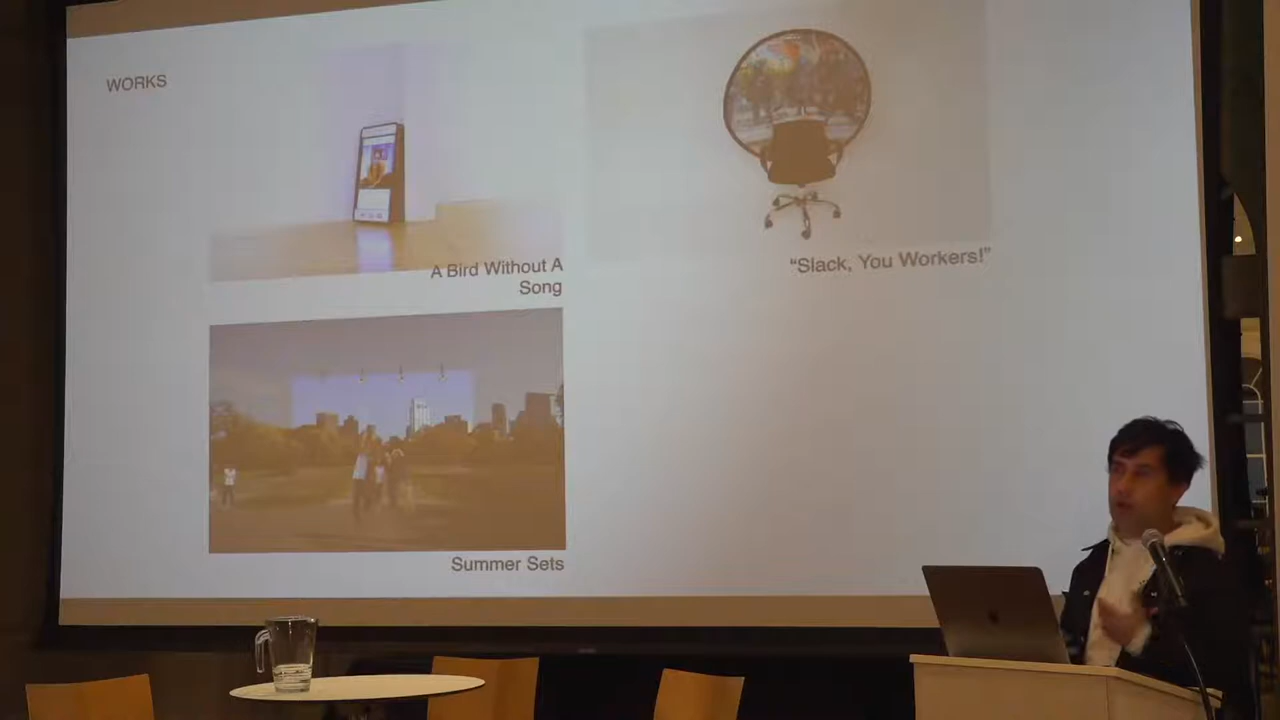 WORKS
A Bird Without A
Song
“Slack, You Workers!”
Summer Sets